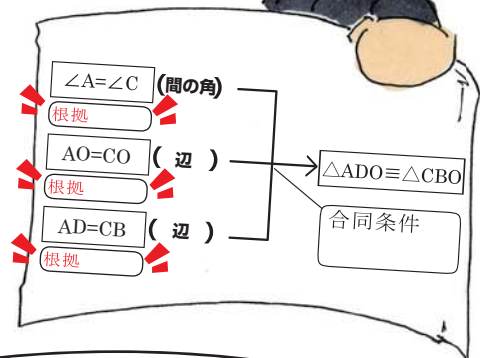 ∠A=∠C (間の角)
根拠
AO=CO ( 辺 )
根拠
△ADO≡△CBO
AD=CB ( 辺 )
根拠
合同条件